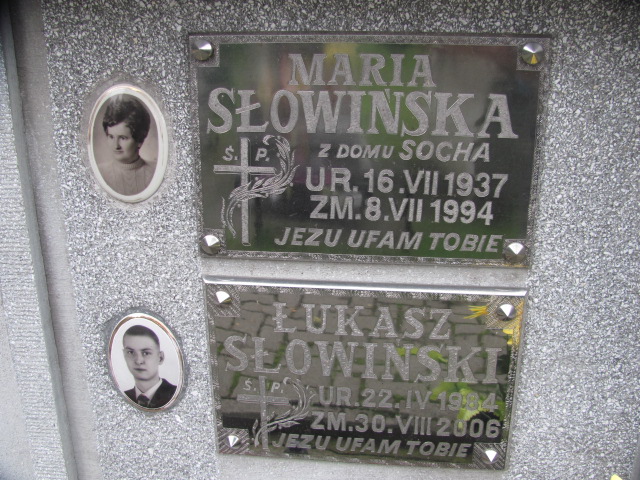 MARIA
SŁOWIŃSKA
Z DOMU SOCHA
Ś. P.
UR. 16.VII 1937
ZM. 8.VII 1994
JEZU UFAM TOBIE
ŁUKASZ
SŁOWIŃSKI
Ś. P.
UR. 22.IV 1984
ZM. 30.VIII 2006
JEZU UFAM TOBIE